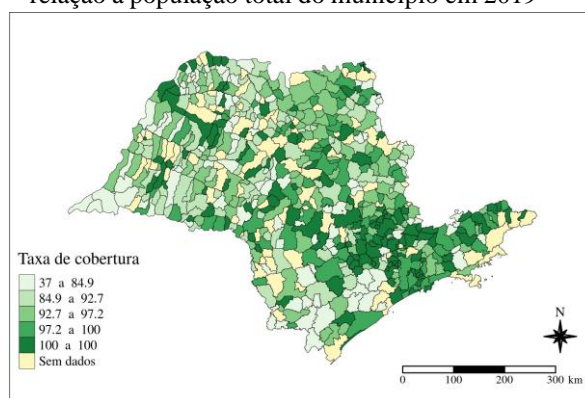 relação à população total do município em 2019
Taxa de cobertura
37 a 84.9
84.9 a 92.7
92.7 a 97.2
97.2 a 100
100 a 100
Sem dados
N
0 100 200 300 km